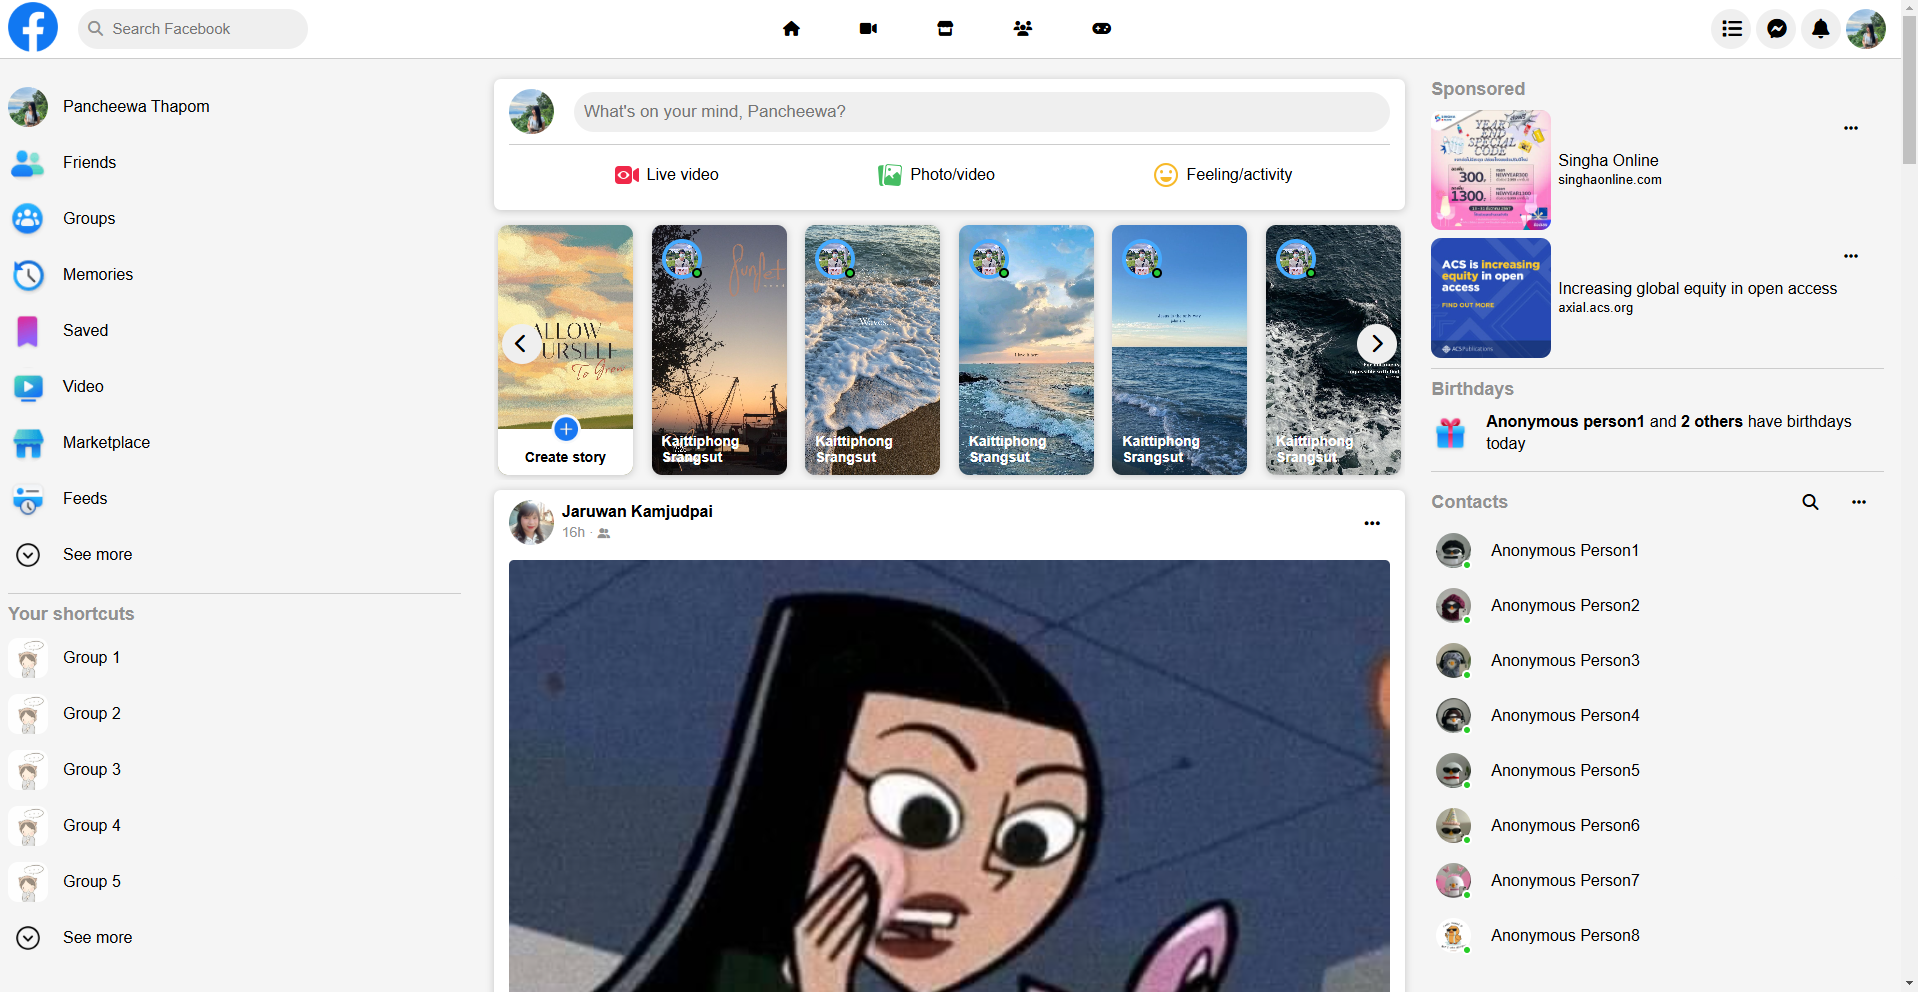 Search Facebook
Pancheewa Thapom
Friends
Groups
Memories
Saved
Video
Marketplace
Feeds
See more
Your shortcuts
Group 1
Group 2
Group 3
Group 4
Group 5
See more
What's on your mind, Pancheewa?
Live video
Photo/video
Feeling/activity
ALLOW
URSELF
To Grow
Create story
Kaittiphong
Srangsut
Waves.
Kaittiphong
Srangsut
Kaittiphong
Srangsut
Kaittiphong
Srangsut
Kaittiphong
Srangsut
Jaruwan Kamjudpai
16h ·
Sponsored
YEAR
END
SPECIAL
CODE
300.-
1300.-
Singha Online
singhaonline.com
ACS is increasing
equity in open
access
FIND OUT MORE
ACS Publications
Increasing global equity in open access
axial.acs.org
Birthdays
Anonymous person1 and 2 others have birthdays
today
Contacts
Anonymous Person1
Anonymous Person2
Anonymous Person3
Anonymous Person4
Anonymous Person5
Anonymous Person6
Anonymous Person7
Anonymous Person8